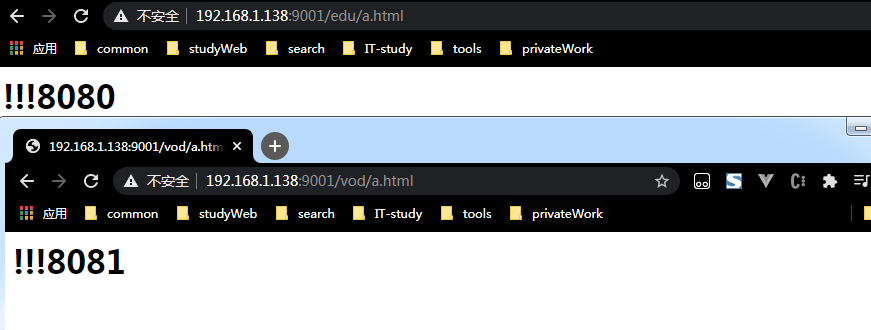 不安全 192.168.1.138:9001/edu/a.html
应用 common studyWeb search IT-study tools privateWork
!!!8080
192.168.1.138:9001/vod/a.htm
不安全 192.168.1.138:9001/vod/a.html
应用 common studyWeb search IT-study tools privateWork
!!!8081